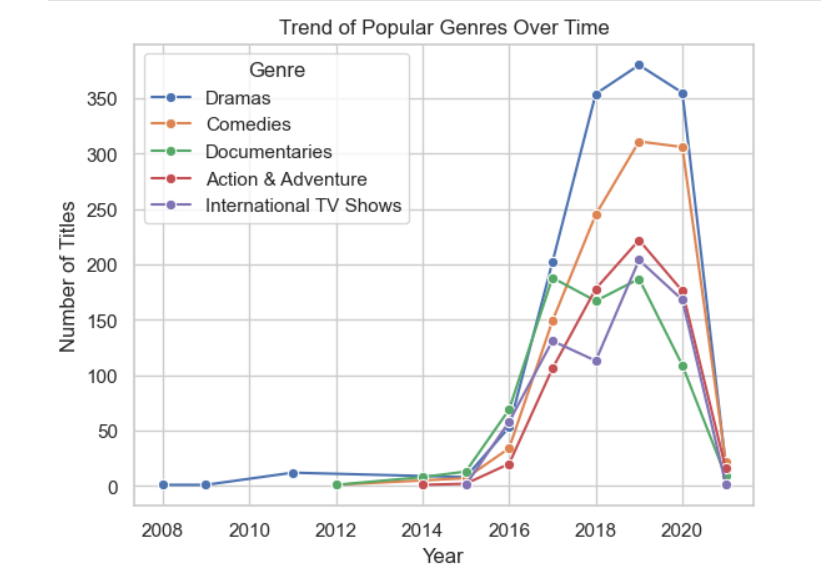 Trend of Popular Genres Over Time
Genre
Dramas
Comedies
Documentaries
Action & Adventure
International TV Shows
Number of Titles
350
300
250
200
150
100
50
0
2008 2010 2012 2014 2016 2018 2020
Year